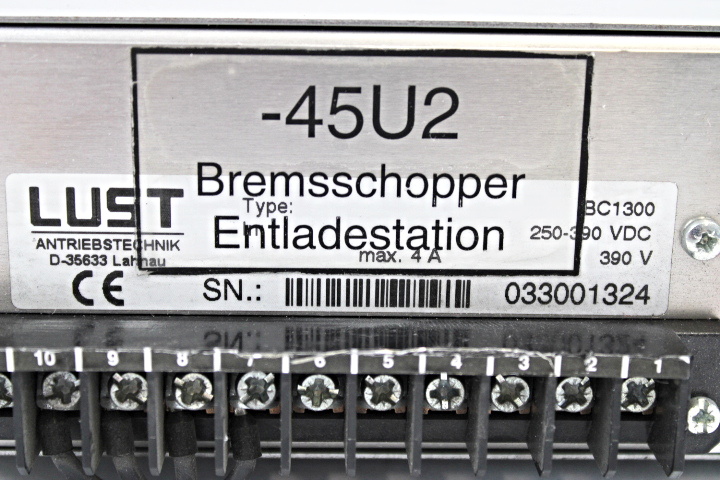 -45U2
Bremsschopper
Entladestation
LUST
ANTRIEBSTECHNIK
D-35633 Lahnau
Type: BC1300
250-390 VDC
max. 4 A 390 V
CE SN.: 033001324
10 9 8 7 6 5 4 3 2 1